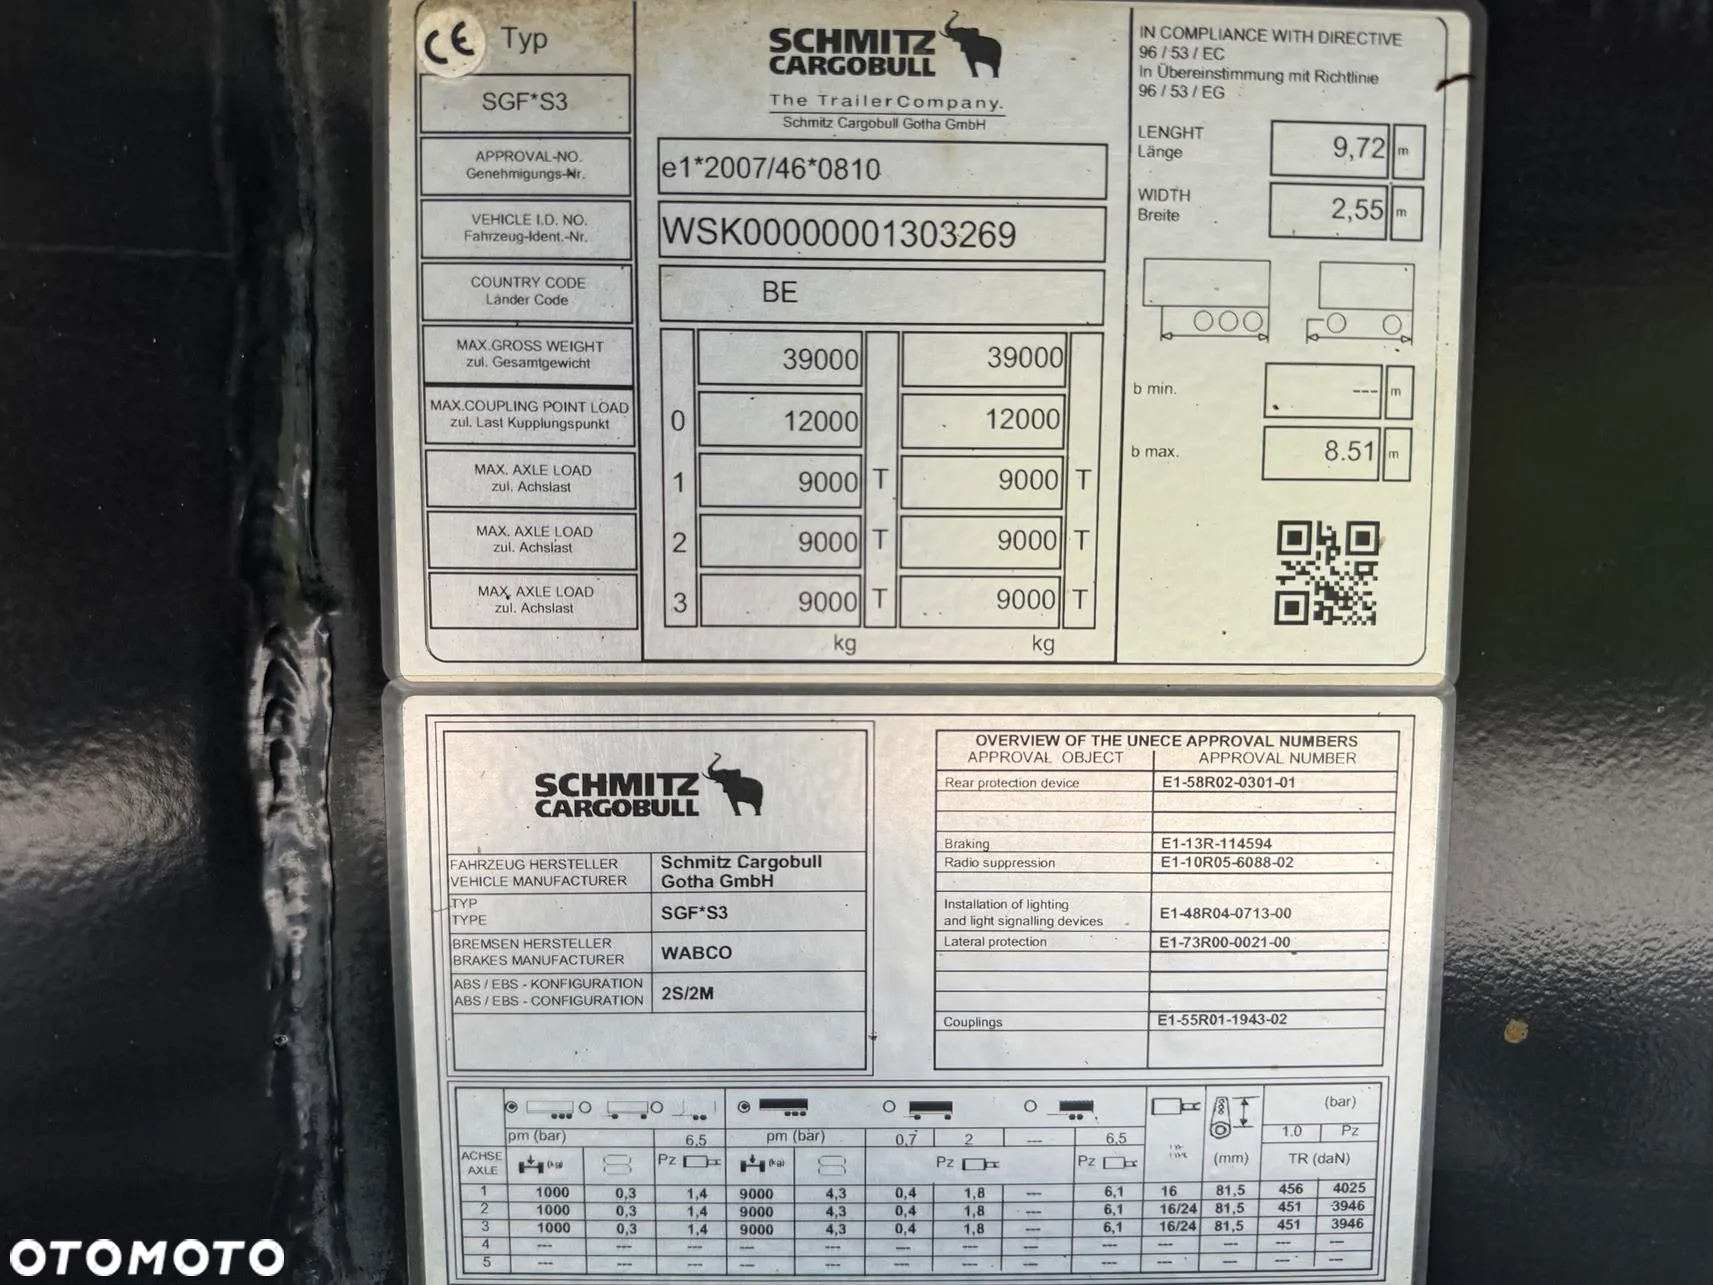 CE Typ
SGF*S3
APPROVAL-NO.
Genehmigungs-Nr.
VEHICLE I.D. NO.
Fahrzeug-Ident.-Nr.
COUNTRY CODE
Länder Code
MAX.GROSS WEIGHT
zul. Gesamtgewicht
MAX.COUPLING POINT LOAD
zul. Last Kupplungspunkt
MAX. AXLE LOAD
zul. Achslast
MAX. AXLE LOAD
zul. Achslast
MAX. AXLE LOAD
zul. Achslast
SCHMITZ
CARGOBULL
The TrailerCompany.
Schmitz Cargobull Gotha GmbH
e1*2007/46*0810
WSK00000001303269
BE
39000 39000
0 12000 12000
1 9000 T 9000 T
2 9000 T 9000 T
3 9000 T 9000 T
kg kg
IN COMPLIANCE WITH DIRECTIVE
96 / 53 / EC
In Übereinstimmung mit Richtlinie
96 / 53 / EG
LENGHT
Länge
9,72 m
WIDTH
Breite
2,55 m
b min. --- m
b max. 8.51 m
SCHMITZ
CARGOBULL
FAHRZEUG HERSTELLER
VEHICLE MANUFACTURER
Schmitz Cargobull
Gotha GmbH
TYP
TYPE
SGF*S3
BREMSEN HERSTELLER
BRAKES MANUFACTURER
WABCO
ABS / EBS - KONFIGURATION
ABS / EBS - CONFIGURATION
2S/2M
OVERVIEW OF THE UNECE APPROVAL NUMBERS
APPROVAL OBJECT APPROVAL NUMBER
Rear protection device E1-58R02-0301-01
Braking E1-13R-114594
Radio suppression E1-10R05-6088-02
Installation of lighting
and light signalling devices
E1-48R04-0713-00
Lateral protection E1-73R00-0021-00
Couplings E1-55R01-1943-02
(bar)
pm (bar) 6,5 pm (bar) 0,7 2 --- 6,5 1.0 Pz
ACHSE
AXLE
(kg) Pz (kg) Pz Pz (mm) TR (daN)
1 1000 0,3 1,4 9000 4,3 0,4 1,8 --- 6,1 16 81,5 456 4025
2 1000 0,3 1,4 9000 4,3 0,4 1,8 --- 6,1 16/24 81,5 451 3946
3 1000 0,3 1,4 9000 4,3 0,4 1,8 --- 6,1 16/24 81,5 451 3946
4 --- --- --- --- --- --- --- --- --- --- --- --- ---
5 --- --- --- --- --- --- --- --- --- --- --- --- ---
OTOMOTO